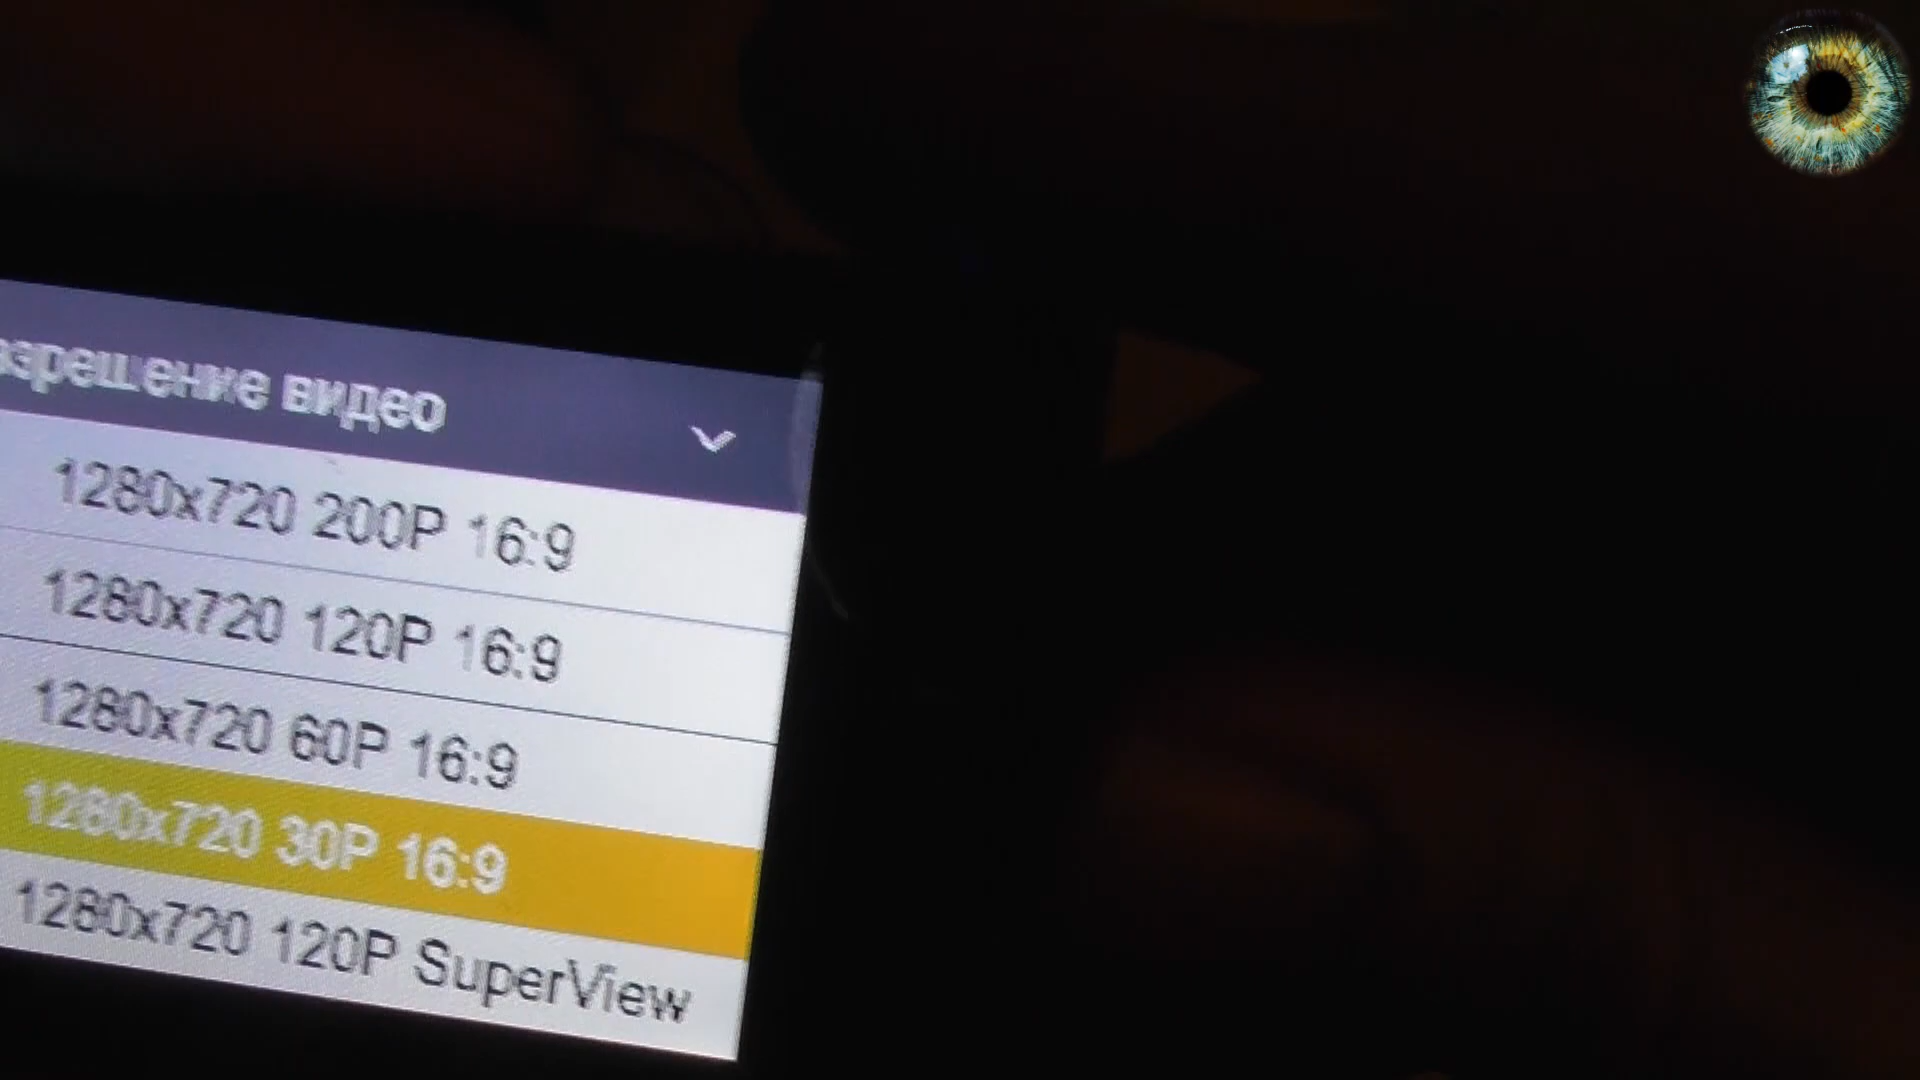 азрешение видео
1280x720 200P 16:9
1280x720 120P 16:9
1280x720 60P 16:9
1280x720 30P 16:9
1280x720 120P SuperView